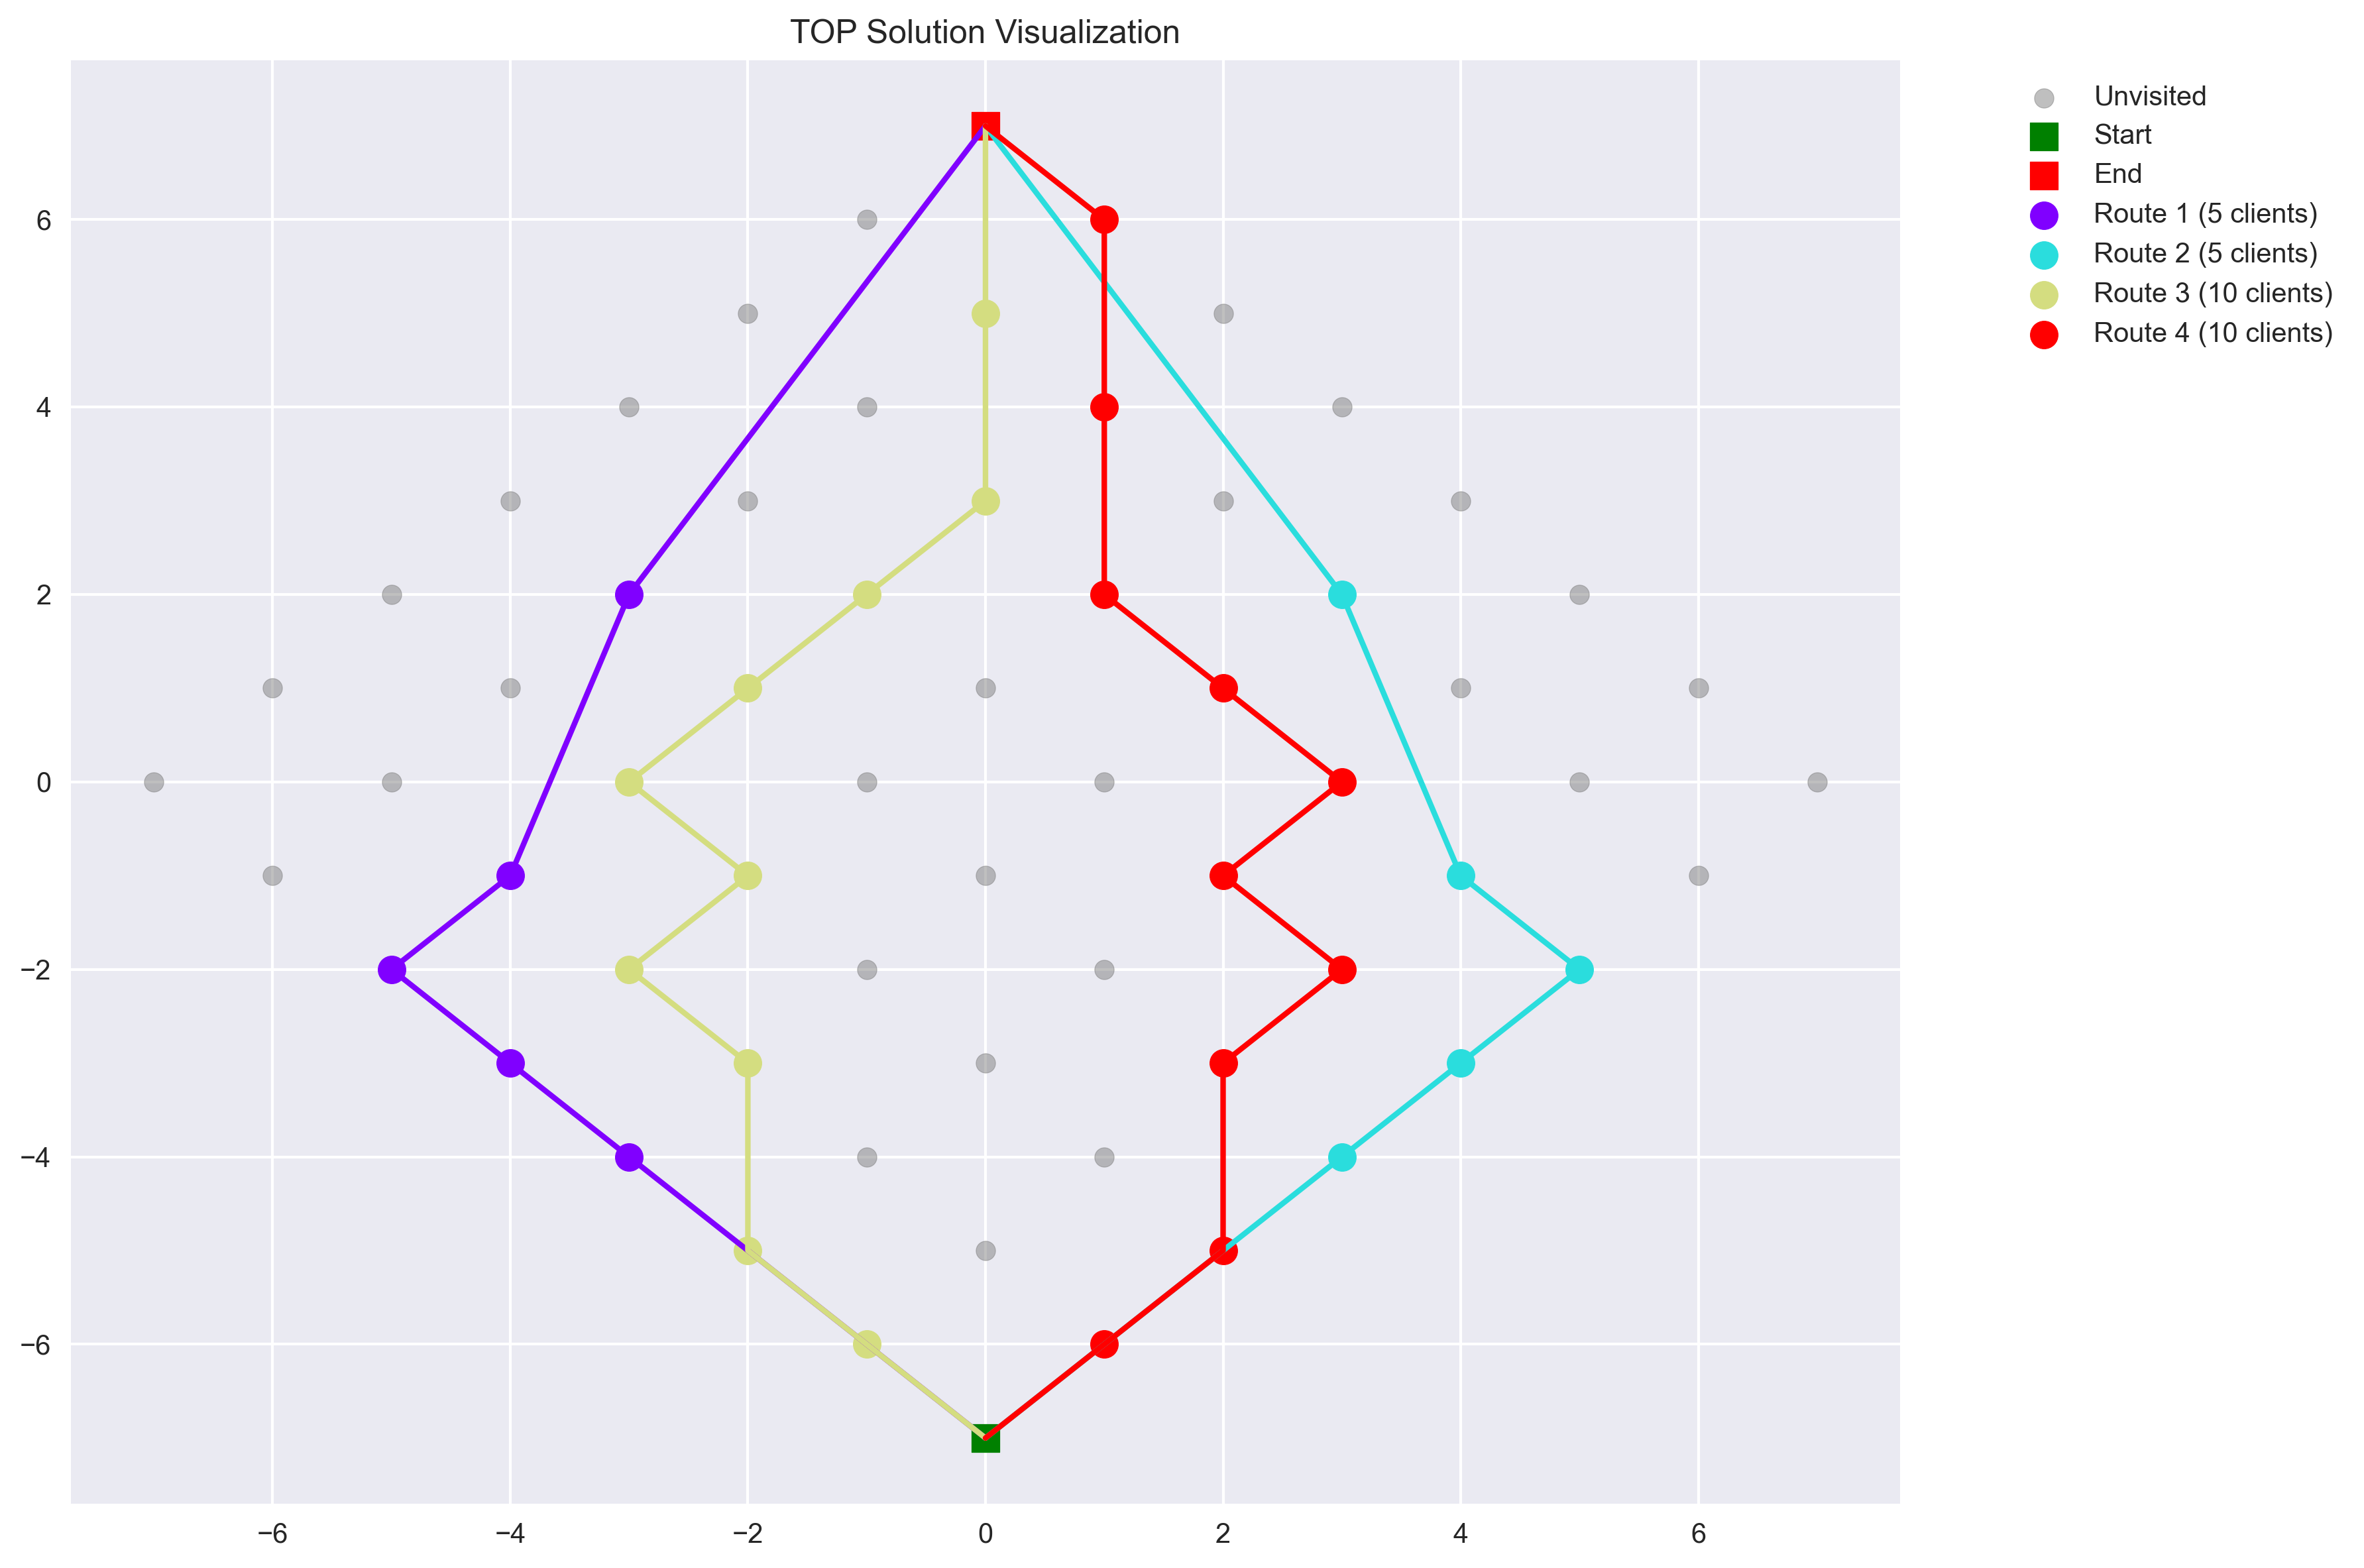 TOP Solution Visualization
Unvisited
Start
End
Route 1 (5 clients)
Route 2 (5 clients)
Route 3 (10 clients)
Route 4 (10 clients)
6
4
2
0
−2
−4
−6
−6 −4 −2 0 2 4 6